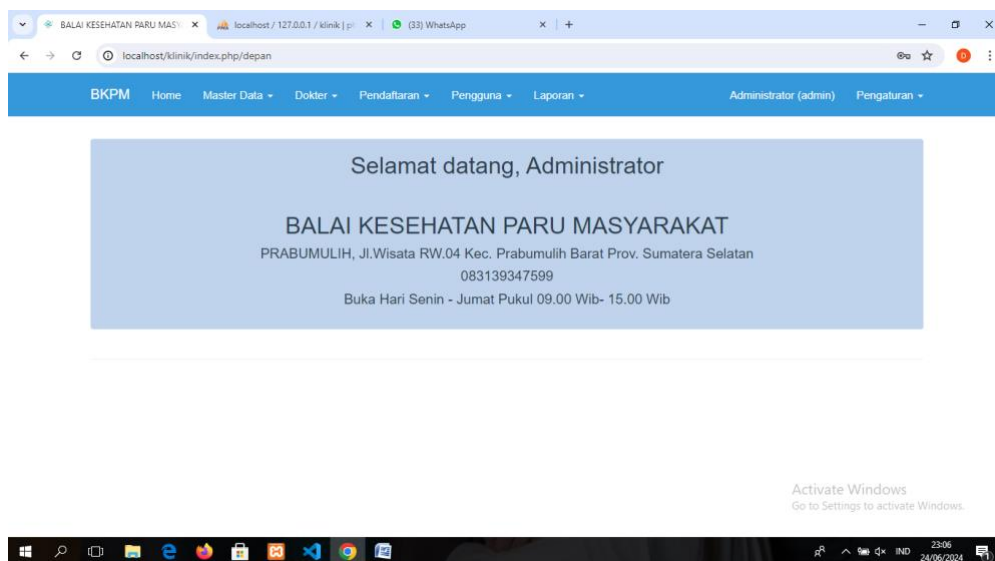 BALAI KESEHATAN PARU MASY
localhost / 127.0.0.1 / klinik | p
(33) WhatsApp
localhost/klinik/index.php/depan
D
BKPM Home Master Data Dokter Pendaftaran Pengguna Laporan Administrator (admin) Pengaturan
Selamat datang, Administrator
BALAI KESEHATAN PARU MASYARAKAT
PRABUMULIH, Jl.Wisata RW.04 Kec. Prabumulih Barat Prov. Sumatera Selatan
083139347599
Buka Hari Senin - Jumat Pukul 09.00 Wib- 15.00 Wib
Activate Windows
Go to Settings to activate Windows.
IND
23:06
24/06/2024